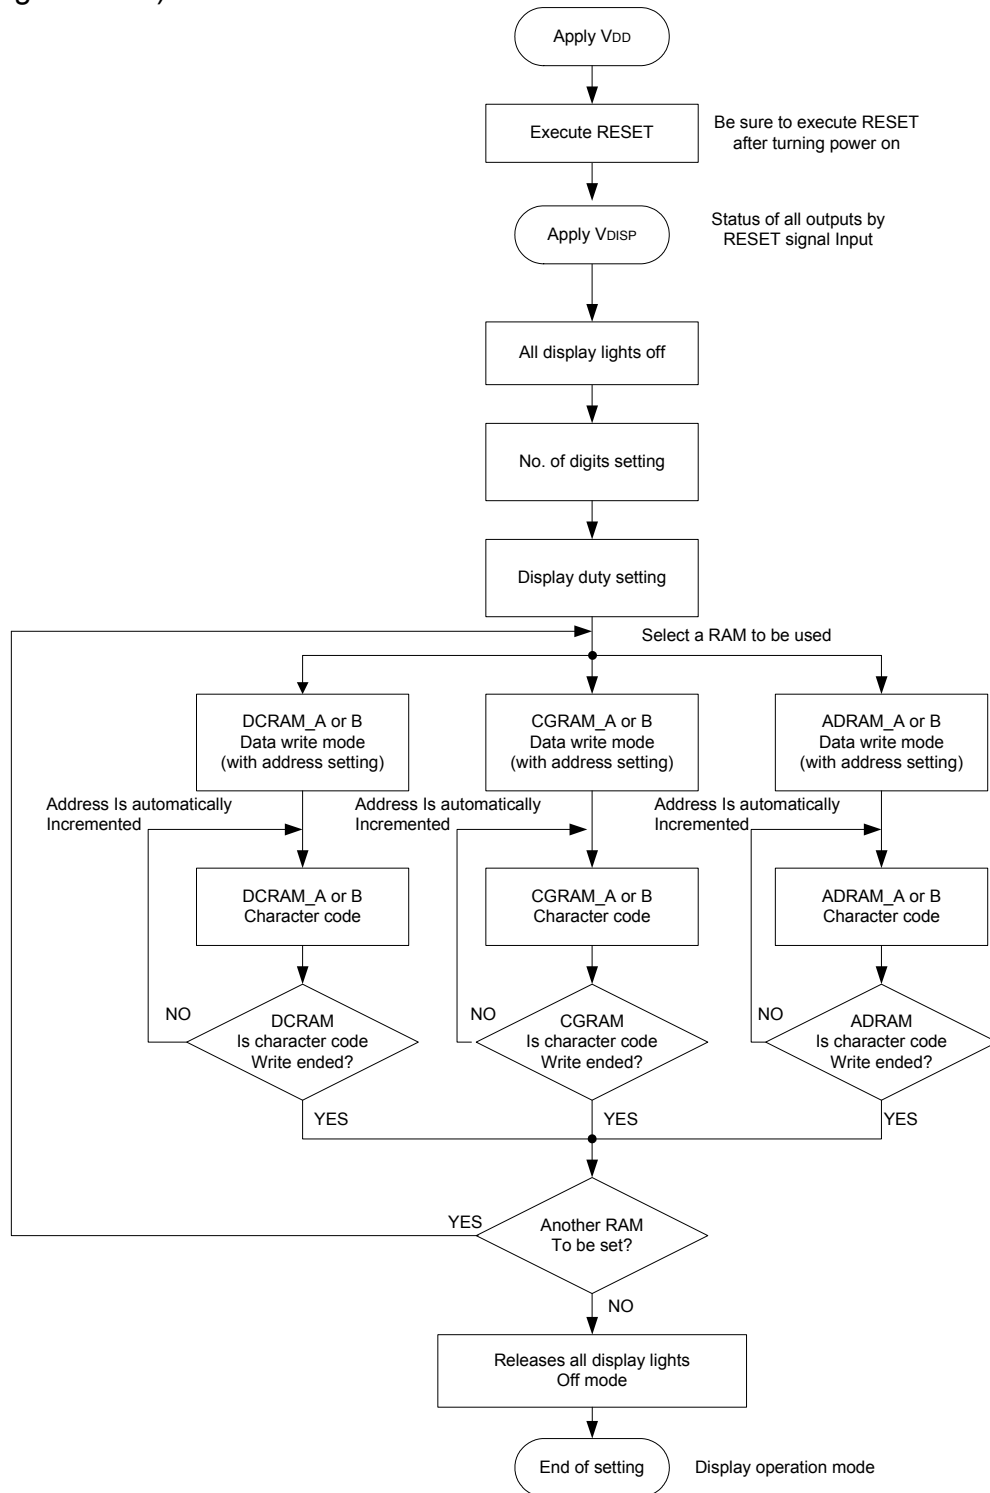 Apply VDD
Execute RESET
Be sure to execute RESET
after turning power on
Apply VDISP
Status of all outputs by
RESET signal Input
All display lights off
No. of digits setting
Display duty setting
Select a RAM to be used
DCRAM_A or B
Data write mode
(with address setting)
CGRAM_A or B
Data write mode
(with address setting)
ADRAM_A or B
Data write mode
(with address setting)
Address Is automatically
Incremented
Address Is automatically
Incremented
Address Is automatically
Incremented
DCRAM_A or B
Character code
CGRAM_A or B
Character code
ADRAM_A or B
Character code
NO
DCRAM
Is character code
Write ended?
NO
CGRAM
Is character code
Write ended?
NO
ADRAM
Is character code
Write ended?
YES
YES
YES
YES
Another RAM
To be set?
NO
Releases all display lights
Off mode
End of setting
Display operation mode